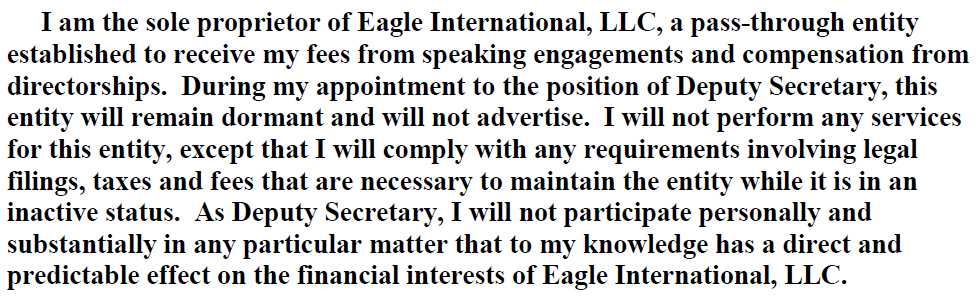 I am the sole proprietor of Eagle International, LLC, a pass-through entity
established to receive my fees from speaking engagements and compensation from
directorships.  During my appointment to the position of Deputy Secretary, this
entity will remain dormant and will not advertise.  I will not perform any services
for this entity, except that I will comply with any requirements involving legal
filings, taxes and fees that are necessary to maintain the entity while it is in an
inactive status.  As Deputy Secretary, I will not participate personally and
substantially in any particular matter that to my knowledge has a direct and
predictable effect on the financial interests of Eagle International, LLC.